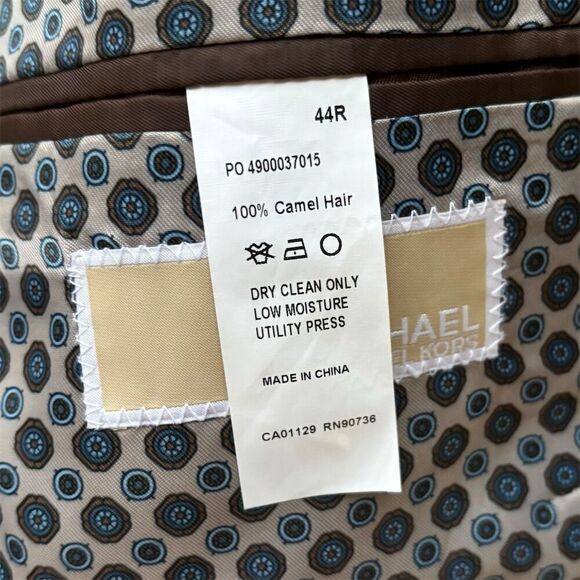 44R
PO 4900037015
100% Camel Hair
DRY CLEAN ONLY
LOW MOISTURE
UTILITY PRESS
MADE IN CHINA
CA01129 RN90736
HAEL
KORS